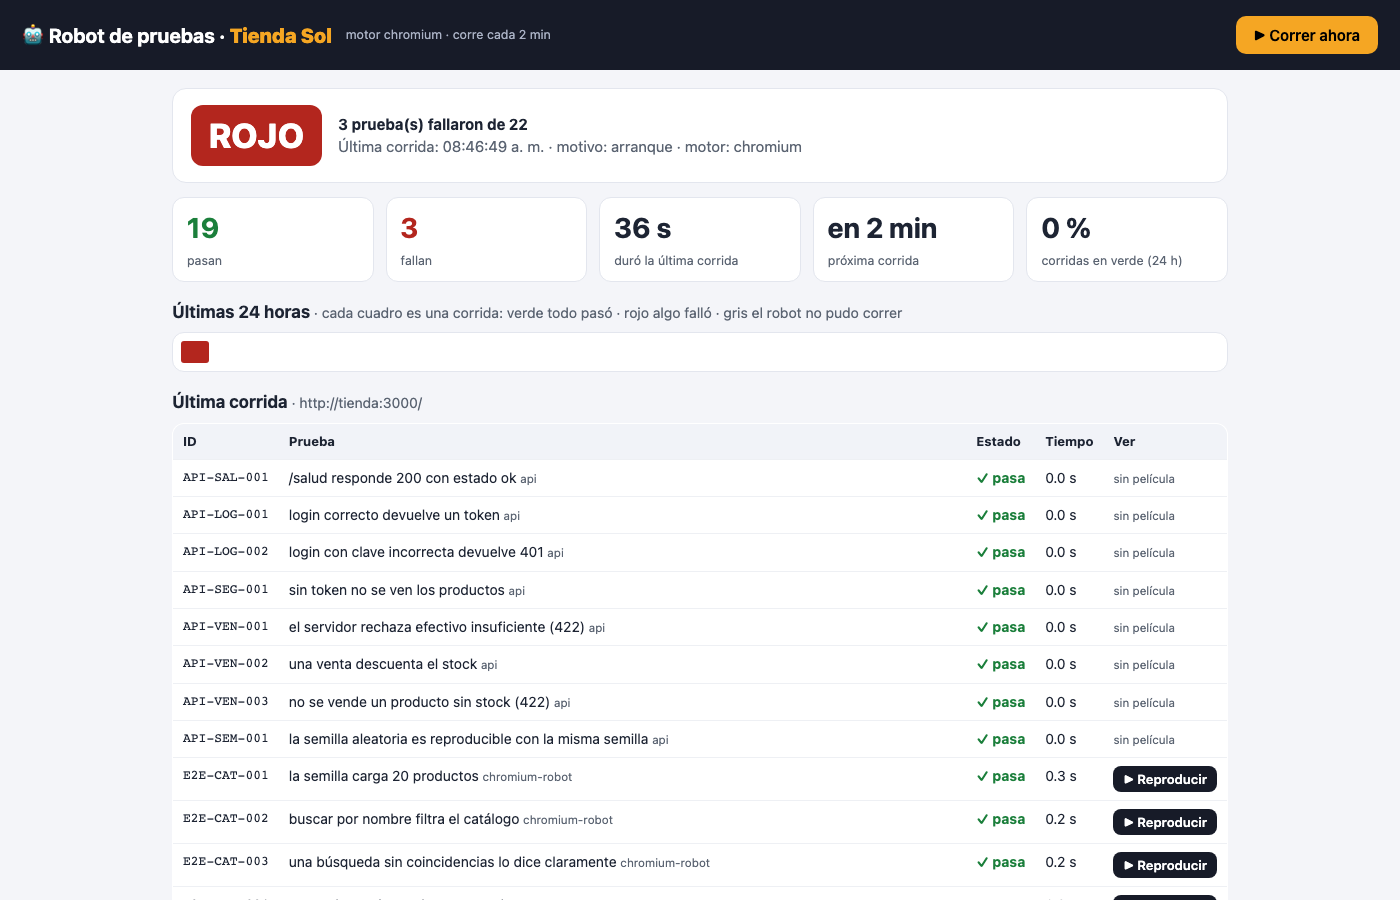 🤖 Robot de pruebas · Tienda Sol motor chromium · corre cada 2 min ▶ Correr ahora
ROJO
3 prueba(s) fallaron de 22
Última corrida: 08:46:49 a. m. · motivo: arranque · motor: chromium
19 3 36 s en 2 min 0 %
pasan fallan duró la última corrida próxima corrida corridas en verde (24 h)
Últimas 24 horas · cada cuadro es una corrida: verde todo pasó · rojo algo falló · gris el robot no pudo correr
Última corrida · http://tienda:3000/
ID Prueba Estado Tiempo Ver
API-SAL-001 /salud responde 200 con estado ok api ✓ pasa 0.0 s sin película
API-LOG-001 login correcto devuelve un token api ✓ pasa 0.0 s sin película
API-LOG-002 login con clave incorrecta devuelve 401 api ✓ pasa 0.0 s sin película
API-SEG-001 sin token no se ven los productos api ✓ pasa 0.0 s sin película
API-VEN-001 el servidor rechaza efectivo insuficiente (422) api ✓ pasa 0.0 s sin película
API-VEN-002 una venta descuenta el stock api ✓ pasa 0.0 s sin película
API-VEN-003 no se vende un producto sin stock (422) api ✓ pasa 0.0 s sin película
API-SEM-001 la semilla aleatoria es reproducible con la misma semilla api ✓ pasa 0.0 s sin película
E2E-CAT-001 la semilla carga 20 productos chromium-robot ✓ pasa 0.3 s ▶ Reproducir
E2E-CAT-002 buscar por nombre filtra el catálogo chromium-robot ✓ pasa 0.2 s ▶ Reproducir
E2E-CAT-003 una búsqueda sin coincidencias lo dice claramente chromium-robot ✓ pasa 0.2 s ▶ Reproducir